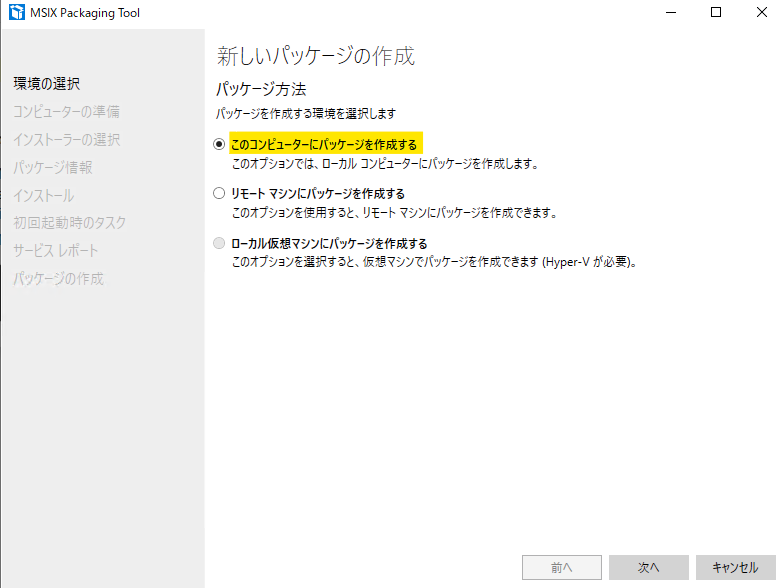 MSIX Packaging Tool
新しいパッケージの作成
環境の選択
コンピューターの準備
インストーラーの選択
パッケージ情報
インストール
初回起動時のタスク
サービス レポート
パッケージの作成
パッケージ方法
パッケージを作成する環境を選択します
このコンピューターにパッケージを作成する
このオプションでは、ローカル コンピューターにパッケージを作成します。
リモート マシンにパッケージを作成する
このオプションを使用すると、リモート マシンにパッケージを作成できます。
ローカル仮想マシンにパッケージを作成する
このオプションを選択すると、仮想マシンでパッケージを作成できます (Hyper-V が必要)。
前へ
次へ
キャンセル